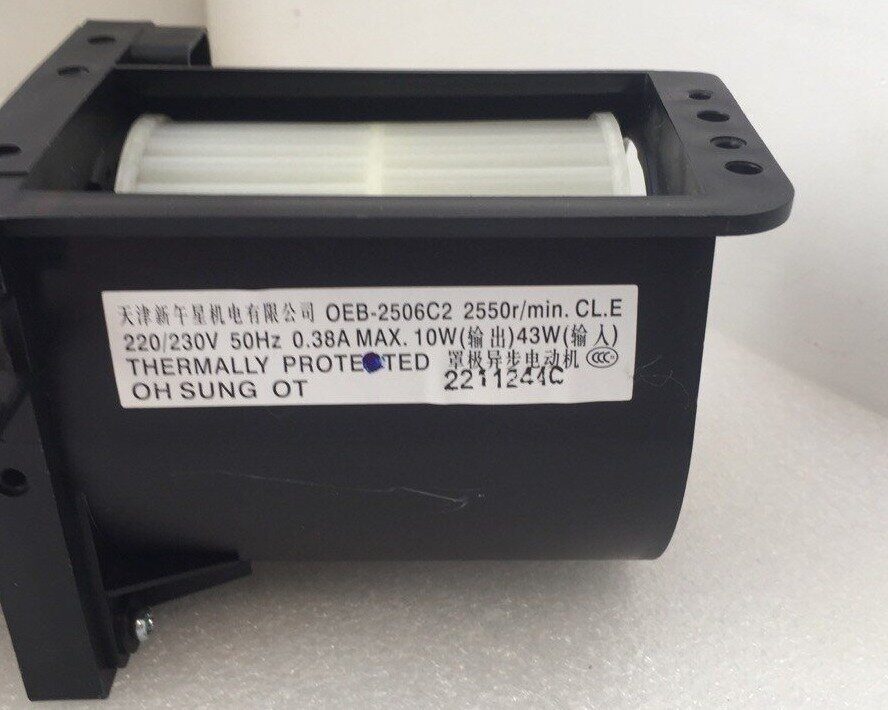 天津新午星机电有限公司 OEB-2506C2 2550r/min. CL.E
220/230V 50Hz 0.38A MAX. 10W(输出)43W(输入)
THERMALLY PROTECTED 罩极异步电动机 CCC
OH SUNG OT 2211244C